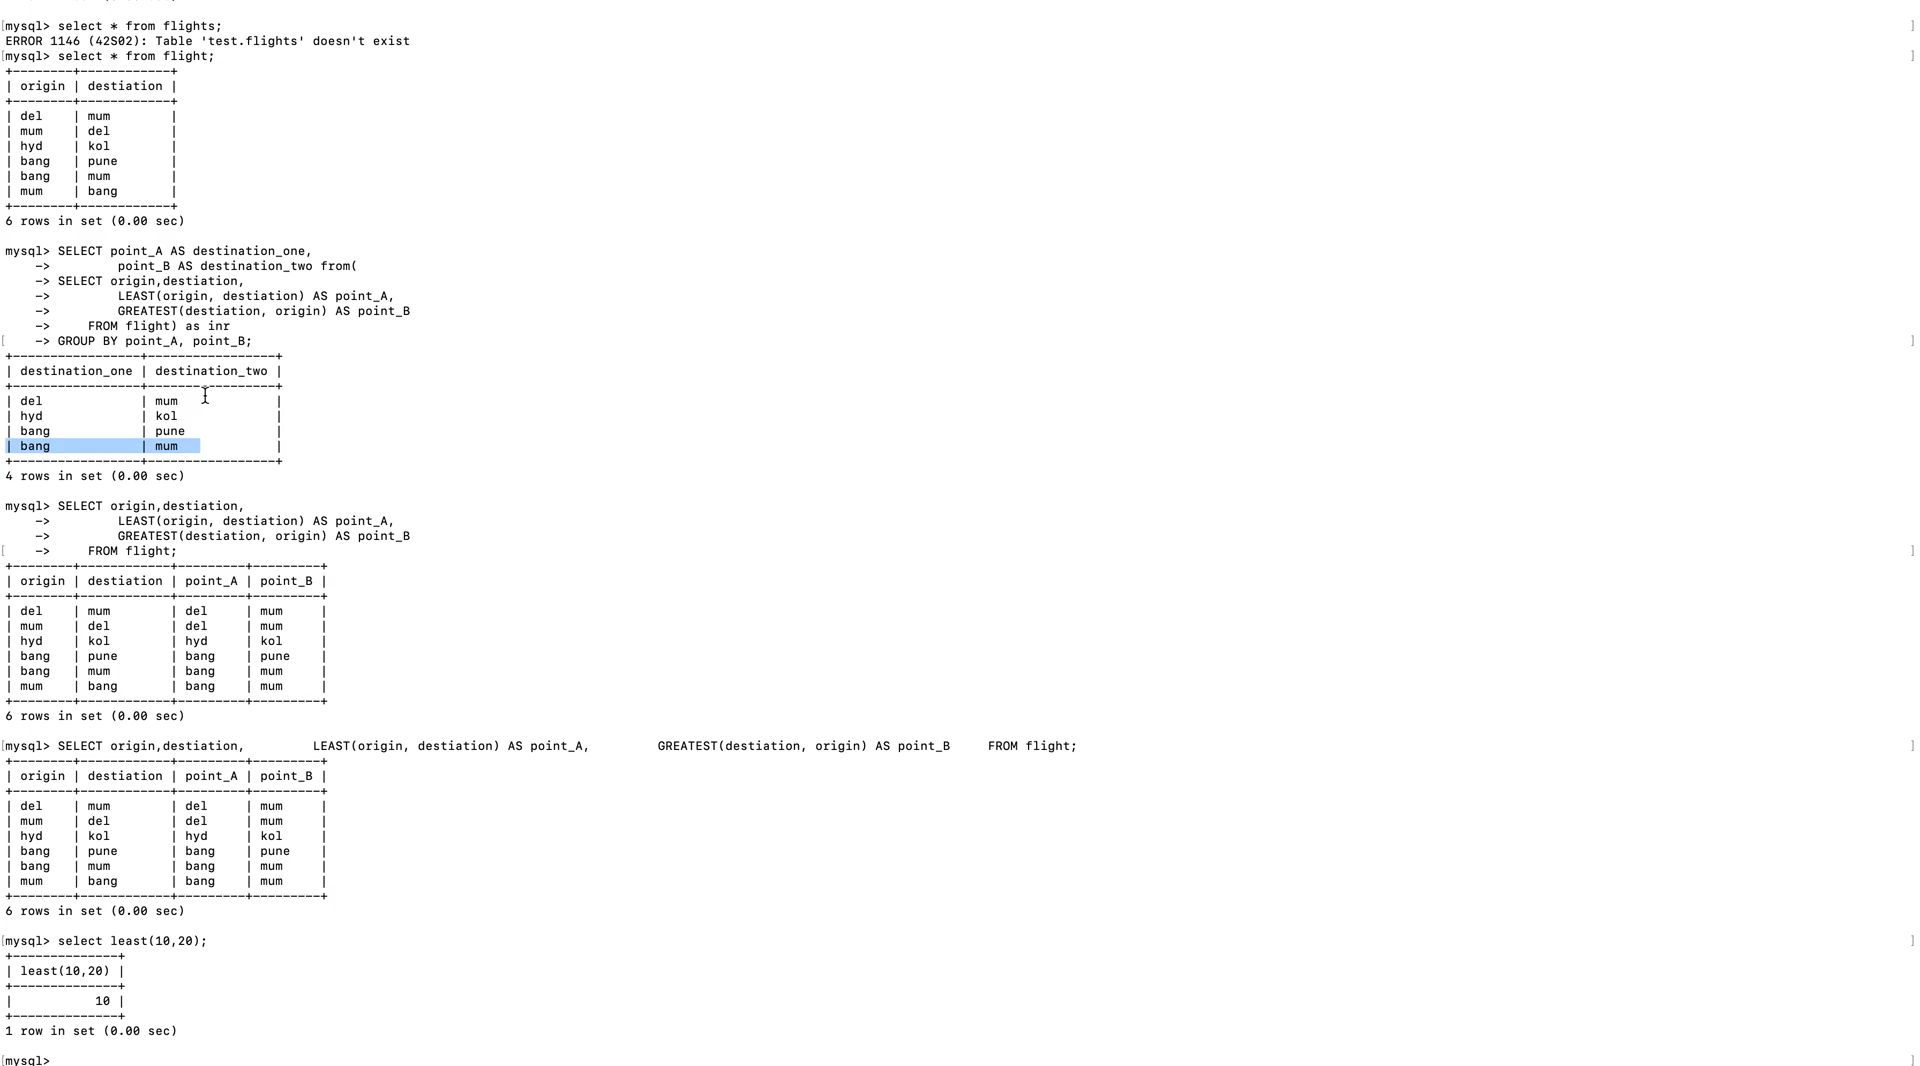 mysql> select * from flights;
ERROR 1146 (42S02): Table 'test.flights' doesn't exist
mysql> select * from flight;
+--------+------------+
| origin | destiation |
+--------+------------+
| del    | mum        |
| mum    | del        |
| hyd    | kol        |
| bang   | pune       |
| bang   | mum        |
| mum    | bang       |
+--------+------------+
6 rows in set (0.00 sec)
mysql> SELECT point_A AS destination_one,
    ->         point_B AS destination_two from(
    -> SELECT origin,destiation,
    ->         LEAST(origin, destiation) AS point_A,
    ->         GREATEST(destiation, origin) AS point_B
    ->     FROM flight) as inr
    -> GROUP BY point_A, point_B;
+-----------------+-----------------+
| destination_one | destination_two |
+-----------------+-----------------+
| del             | mum             |
| hyd             | kol             |
| bang            | pune            |
| bang            | mum             |
+-----------------+-----------------+
4 rows in set (0.00 sec)
mysql> SELECT origin,destiation,
    ->         LEAST(origin, destiation) AS point_A,
    ->         GREATEST(destiation, origin) AS point_B
    ->     FROM flight;
+--------+------------+---------+---------+
| origin | destiation | point_A | point_B |
+--------+------------+---------+---------+
| del    | mum        | del     | mum     |
| mum    | del        | del     | mum     |
| hyd    | kol        | hyd     | kol     |
| bang   | pune       | bang    | pune    |
| bang   | mum        | bang    | mum     |
| mum    | bang       | bang    | mum     |
+--------+------------+---------+---------+
6 rows in set (0.00 sec)
mysql> SELECT origin,destiation,         LEAST(origin, destiation) AS point_A,         GREATEST(destiation, origin) AS point_B     FROM flight;
+--------+------------+---------+---------+
| origin | destiation | point_A | point_B |
+--------+------------+---------+---------+
| del    | mum        | del     | mum     |
| mum    | del        | del     | mum     |
| hyd    | kol        | hyd     | kol     |
| bang   | pune       | bang    | pune    |
| bang   | mum        | bang    | mum     |
| mum    | bang       | bang    | mum     |
+--------+------------+---------+---------+
6 rows in set (0.00 sec)
mysql> select least(10,20);
+--------------+
| least(10,20) |
+--------------+
|           10 |
+--------------+
1 row in set (0.00 sec)
mysql>